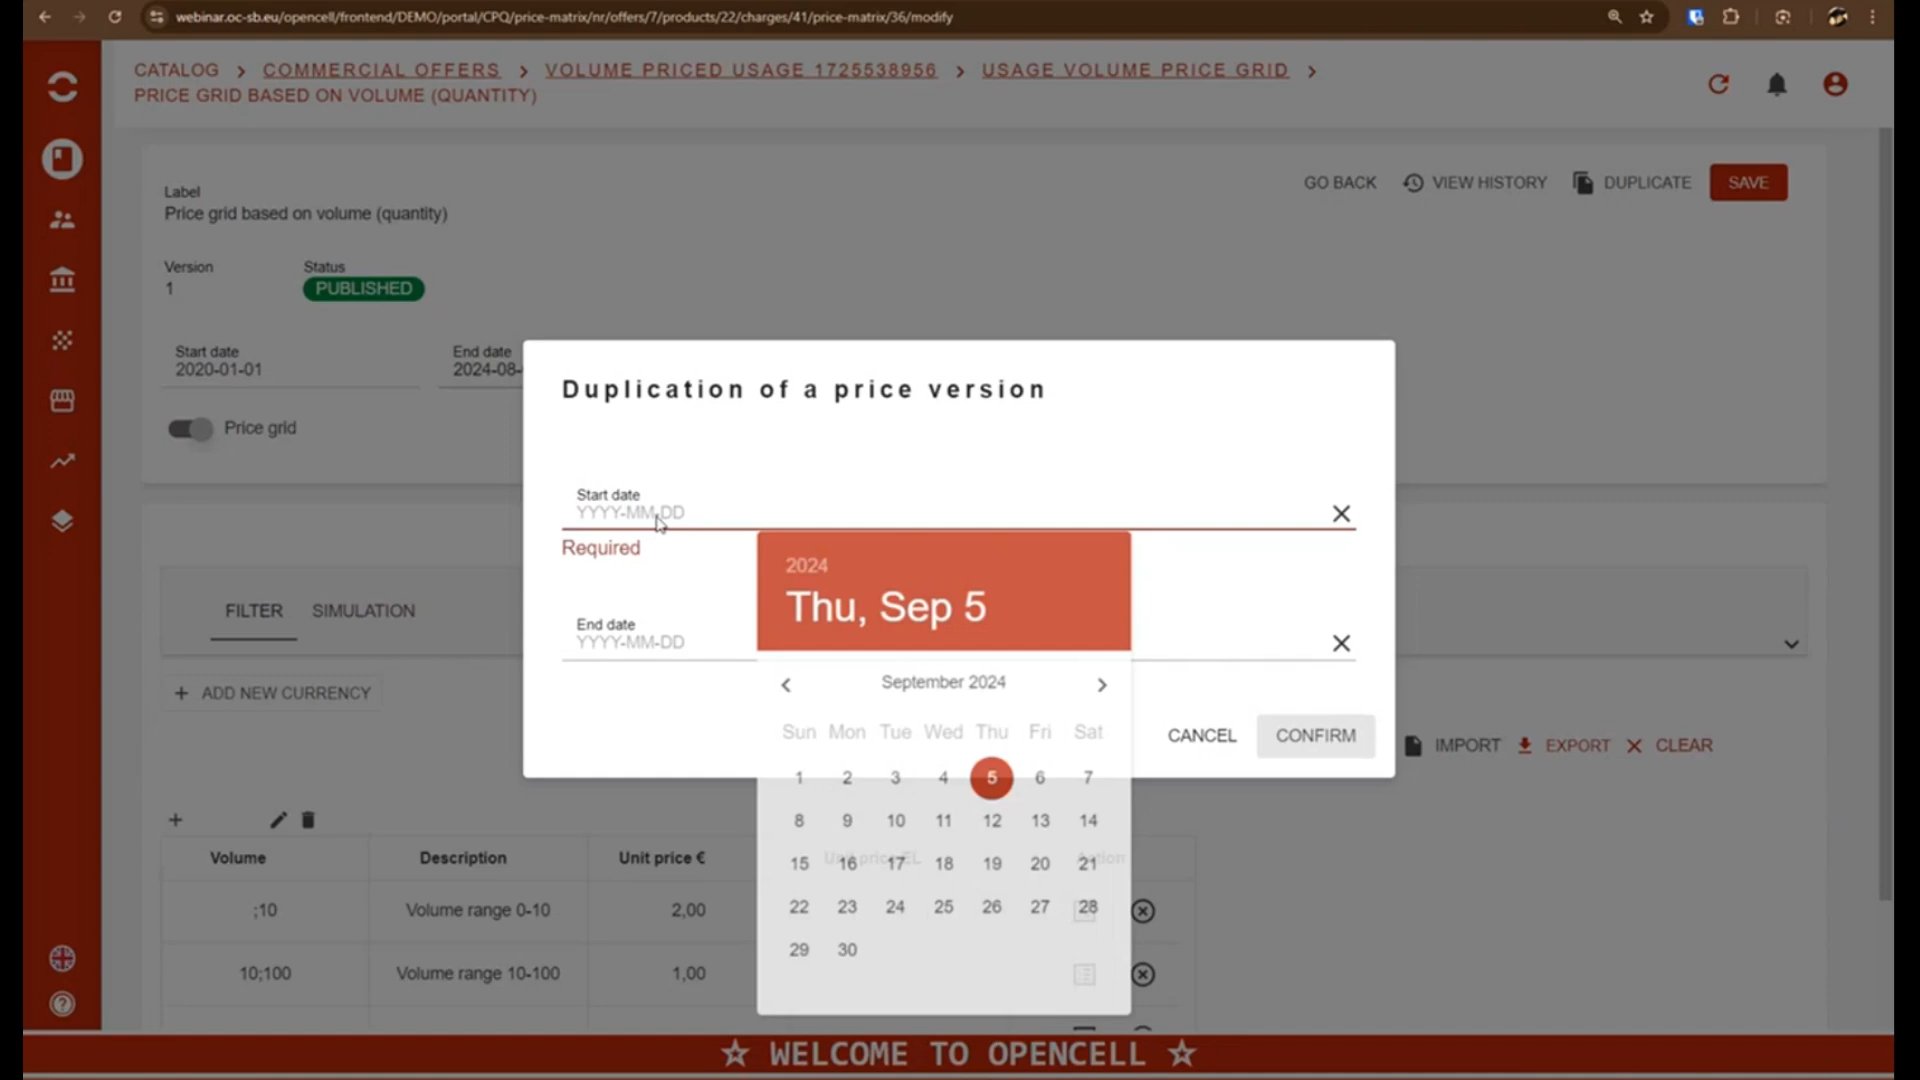 webinar.oc-sb.eu/opencell/frontend/DEMO/portal/CPQ/price-matrix/nr/offers/7/products/22/charges/41/price-matrix/36/modify
CATALOG > COMMERCIAL OFFERS > VOLUME PRICED USAGE 1725538956 > USAGE VOLUME PRICE GRID >
PRICE GRID BASED ON VOLUME (QUANTITY)
GO BACK VIEW HISTORY DUPLICATE SAVE
Label
Price grid based on volume (quantity)
Version Status
1 PUBLISHED
Start date End date
2020-01-01 2024-08-
Price grid
Duplication of a price version
Start date
YYYY-MM-DD
Required
End date
YYYY-MM-DD
CANCEL CONFIRM
2024
Thu, Sep 5
September 2024
Sun Mon Tue Wed Thu Fri Sat
1 2 3 4 5 6 7
8 9 10 11 12 13 14
15 16 17 18 19 20 21
22 23 24 25 26 27 28
29 30
FILTER SIMULATION
+ ADD NEW CURRENCY
IMPORT EXPORT CLEAR
Volume Description Unit price € Unit price EL Action
;10 Volume range 0-10 2,00
10;100 Volume range 10-100 1,00
☆ WELCOME TO OPENCELL ☆